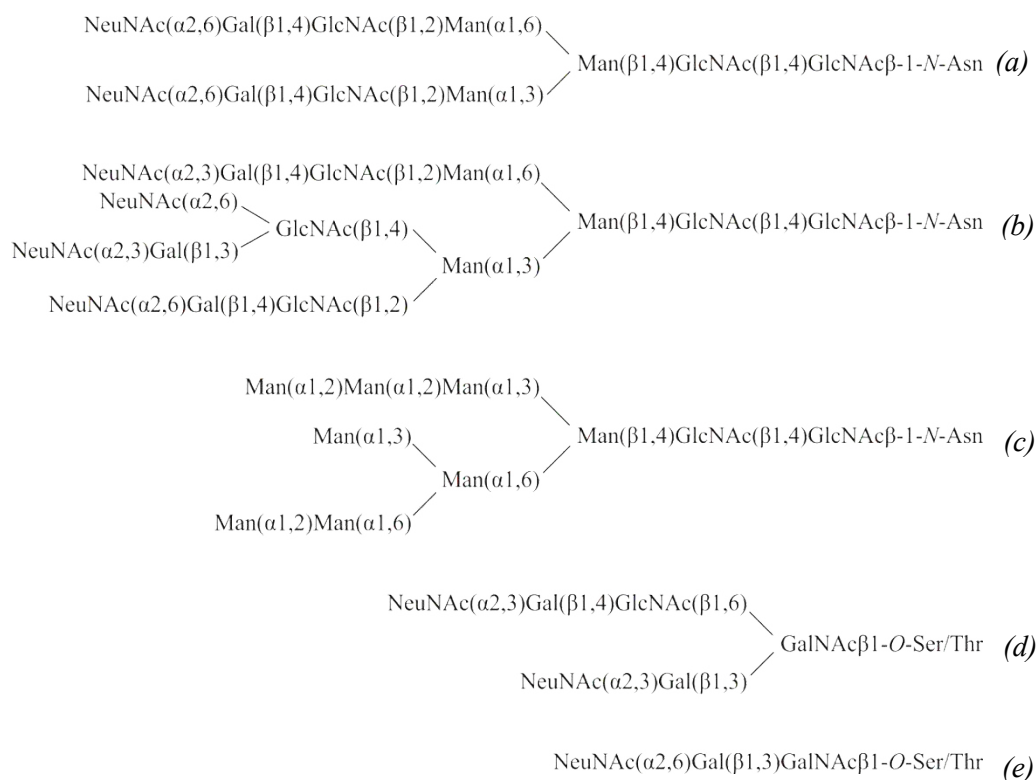 NeuNAc(α2,6)Gal(β1,4)GlcNAc(β1,2)Man(α1,6)
Man(β1,4)GlcNAc(β1,4)GlcNAcβ-1-N-Asn (a)
NeuNAc(α2,6)Gal(β1,4)GlcNAc(β1,2)Man(α1,3)
NeuNAc(α2,3)Gal(β1,4)GlcNAc(β1,2)Man(α1,6)
NeuNAc(α2,6)
GlcNAc(β1,4) Man(β1,4)GlcNAc(β1,4)GlcNAcβ-1-N-Asn (b)
NeuNAc(α2,3)Gal(β1,3)
Man(α1,3)
NeuNAc(α2,6)Gal(β1,4)GlcNAc(β1,2)
Man(α1,2)Man(α1,2)Man(α1,3)
Man(α1,3) Man(β1,4)GlcNAc(β1,4)GlcNAcβ-1-N-Asn (c)
Man(α1,6)
Man(α1,2)Man(α1,6)
NeuNAc(α2,3)Gal(β1,4)GlcNAc(β1,6)
GalNAcβ1-O-Ser/Thr (d)
NeuNAc(α2,3)Gal(β1,3)
NeuNAc(α2,6)Gal(β1,3)GalNAcβ1-O-Ser/Thr (e)